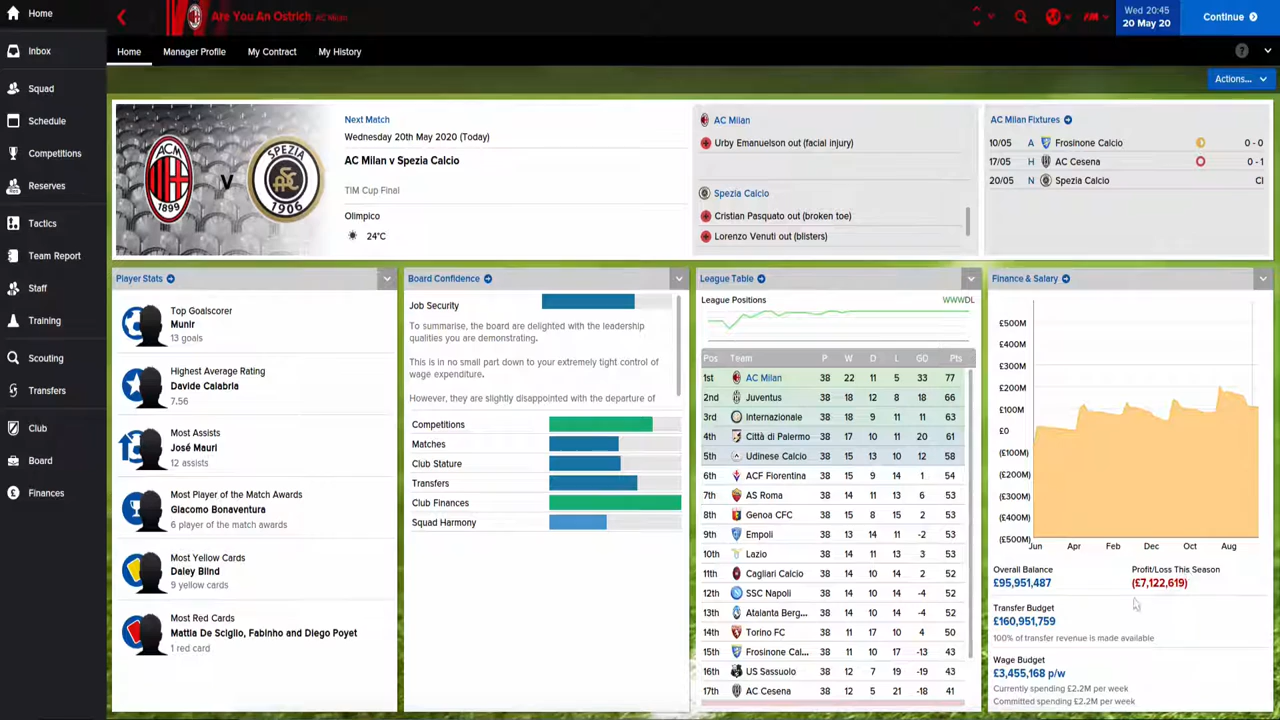 Home
Are You An Ostrich AC Milan
Wed 20:45
20 May 20
Continue
Inbox
Home Manager Profile My Contract My History
Actions...
Squad
Schedule
Competitions
Reserves
Tactics
Team Report
Staff
Training
Scouting
Transfers
Club
Board
Finances
ACM
1899
V
SPEZIA
1906
Next Match
Wednesday 20th May 2020 (Today)
AC Milan v Spezia Calcio
TIM Cup Final
Olimpico
24°C
AC Milan
Urby Emanuelson out (facial injury)
Spezia Calcio
Cristian Pasquato out (broken toe)
Lorenzo Venuti out (blisters)
AC Milan Fixtures
10/05 A Frosinone Calcio 0 - 0
17/05 H AC Cesena 0 - 1
20/05 N Spezia Calcio CI
Player Stats
Top Goalscorer
Munir
13 goals
Highest Average Rating
Davide Calabria
7.56
Most Assists
José Mauri
12 assists
Most Player of the Match Awards
Giacomo Bonaventura
6 player of the match awards
Most Yellow Cards
Daley Blind
9 yellow cards
Most Red Cards
Mattia De Sciglio, Fabinho and Diego Poyet
1 red card
Board Confidence
Job Security
To summarise, the board are delighted with the leadership
qualities you are demonstrating.
This is in no small part down to your extremely tight control of
wage expenditure.
However, they are slightly disappointed with the departure of
Competitions
Matches
Club Stature
Transfers
Club Finances
Squad Harmony
League Table
League Positions WWWDL
Pos Team P W D L GD Pts
1st AC Milan 38 22 11 5 33 77
2nd Juventus 38 18 12 8 18 66
3rd Internazionale 38 18 9 11 11 63
4th Città di Palermo 38 17 10 11 20 61
5th Udinese Calcio 38 15 13 10 12 58
6th ACF Fiorentina 38 15 9 14 1 54
7th AS Roma 38 14 11 13 6 53
8th Genoa CFC 38 15 8 15 2 53
9th Empoli 38 13 14 11 -2 53
10th Lazio 38 14 11 13 3 53
11th Cagliari Calcio 38 14 10 14 2 52
12th SSC Napoli 38 14 10 14 -4 52
13th Atalanta Berg... 38 14 10 14 -4 52
14th Torino FC 38 11 17 10 4 50
15th Frosinone Cal... 38 11 10 17 -13 43
16th US Sassuolo 38 12 7 19 -19 43
17th AC Cesena 38 12 5 21 -18 41
Finance & Salary
£500M
£400M
£300M
£200M
£100M
£0
(£100M)
(£200M)
(£300M)
(£400M)
(£500M)
Jun Apr Feb Dec Oct Aug
Overall Balance
£95,951,487
Profit/Loss This Season
(£7,122,619)
Transfer Budget
£160,951,759
100% of transfer revenue is made available
Wage Budget
£3,455,168 p/w
Currently spending £2.2M per week
Committed spending £2.2M per week